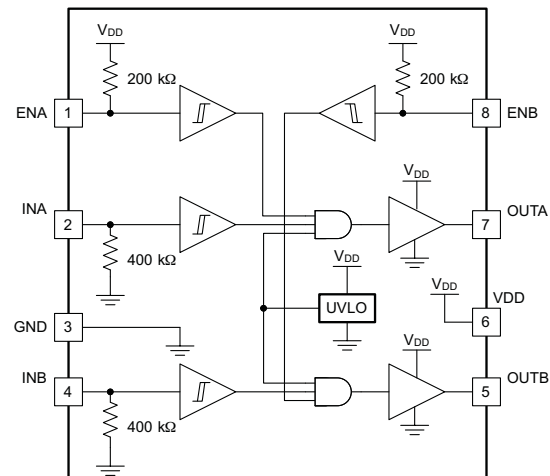 VDD
VDD
200 kΩ
200 kΩ
ENA
1
8
ENB
INA
VDD
OUTA
2
7
400 kΩ
VDD
VDD
VDD
GND
3
UVLO
6
INB
VDD
OUTB
4
5
400 kΩ